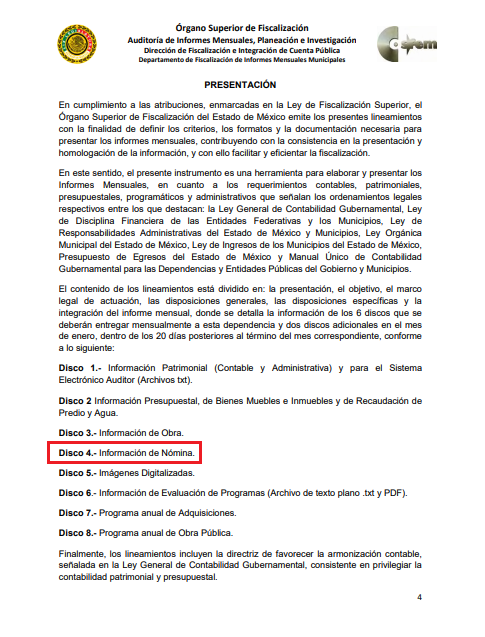 Órgano Superior de Fiscalización
Auditoría de Informes Mensuales, Planeación e Investigación
Dirección de Fiscalización e Integración de Cuenta Pública
Departamento de Fiscalización de Informes Mensuales Municipales
osfem
PRESENTACIÓN
En cumplimiento a las atribuciones, enmarcadas en la Ley de Fiscalización Superior, el
Órgano Superior de Fiscalización del Estado de México emite los presentes lineamientos
con la finalidad de definir los criterios, los formatos y la documentación necesaria para
presentar los informes mensuales, contribuyendo con la consistencia en la presentación y
homologación de la información, y con ello facilitar y eficientar la fiscalización.
En este sentido, el presente instrumento es una herramienta para elaborar y presentar los
Informes Mensuales, en cuanto a los requerimientos contables, patrimoniales,
presupuestales, programáticos y administrativos que señalan los ordenamientos legales
respectivos entre los que destacan: la Ley General de Contabilidad Gubernamental, Ley
de Disciplina Financiera de las Entidades Federativas y los Municipios, Ley de
Responsabilidades Administrativas del Estado de México y Municipios, Ley Orgánica
Municipal del Estado de México, Ley de Ingresos de los Municipios del Estado de México,
Presupuesto de Egresos del Estado de México y Manual Único de Contabilidad
Gubernamental para las Dependencias y Entidades Públicas del Gobierno y Municipios.
El contenido de los lineamientos está dividido en: la presentación, el objetivo, el marco
legal de actuación, las disposiciones generales, las disposiciones específicas y la
integración del informe mensual, donde se detalla la información de los 6 discos que se
deberán entregar mensualmente a esta dependencia y dos discos adicionales en el mes
de enero, dentro de los 20 días posteriores al término del mes correspondiente, conforme
a lo siguiente:
Disco 1.- Información Patrimonial (Contable y Administrativa) y para el Sistema
Electrónico Auditor (Archivos txt).
Disco 2 Información Presupuestal, de Bienes Muebles e Inmuebles y de Recaudación de
Predio y Agua.
Disco 3.- Información de Obra.
Disco 4.- Información de Nómina.
Disco 5.- Imágenes Digitalizadas.
Disco 6.- Información de Evaluación de Programas (Archivo de texto plano .txt y PDF).
Disco 7.- Programa anual de Adquisiciones.
Disco 8.- Programa anual de Obra Pública.
Finalmente, los lineamientos incluyen la directriz de favorecer la armonización contable,
señalada en la Ley General de Contabilidad Gubernamental, consistente en privilegiar la
contabilidad patrimonial y presupuestal.
4